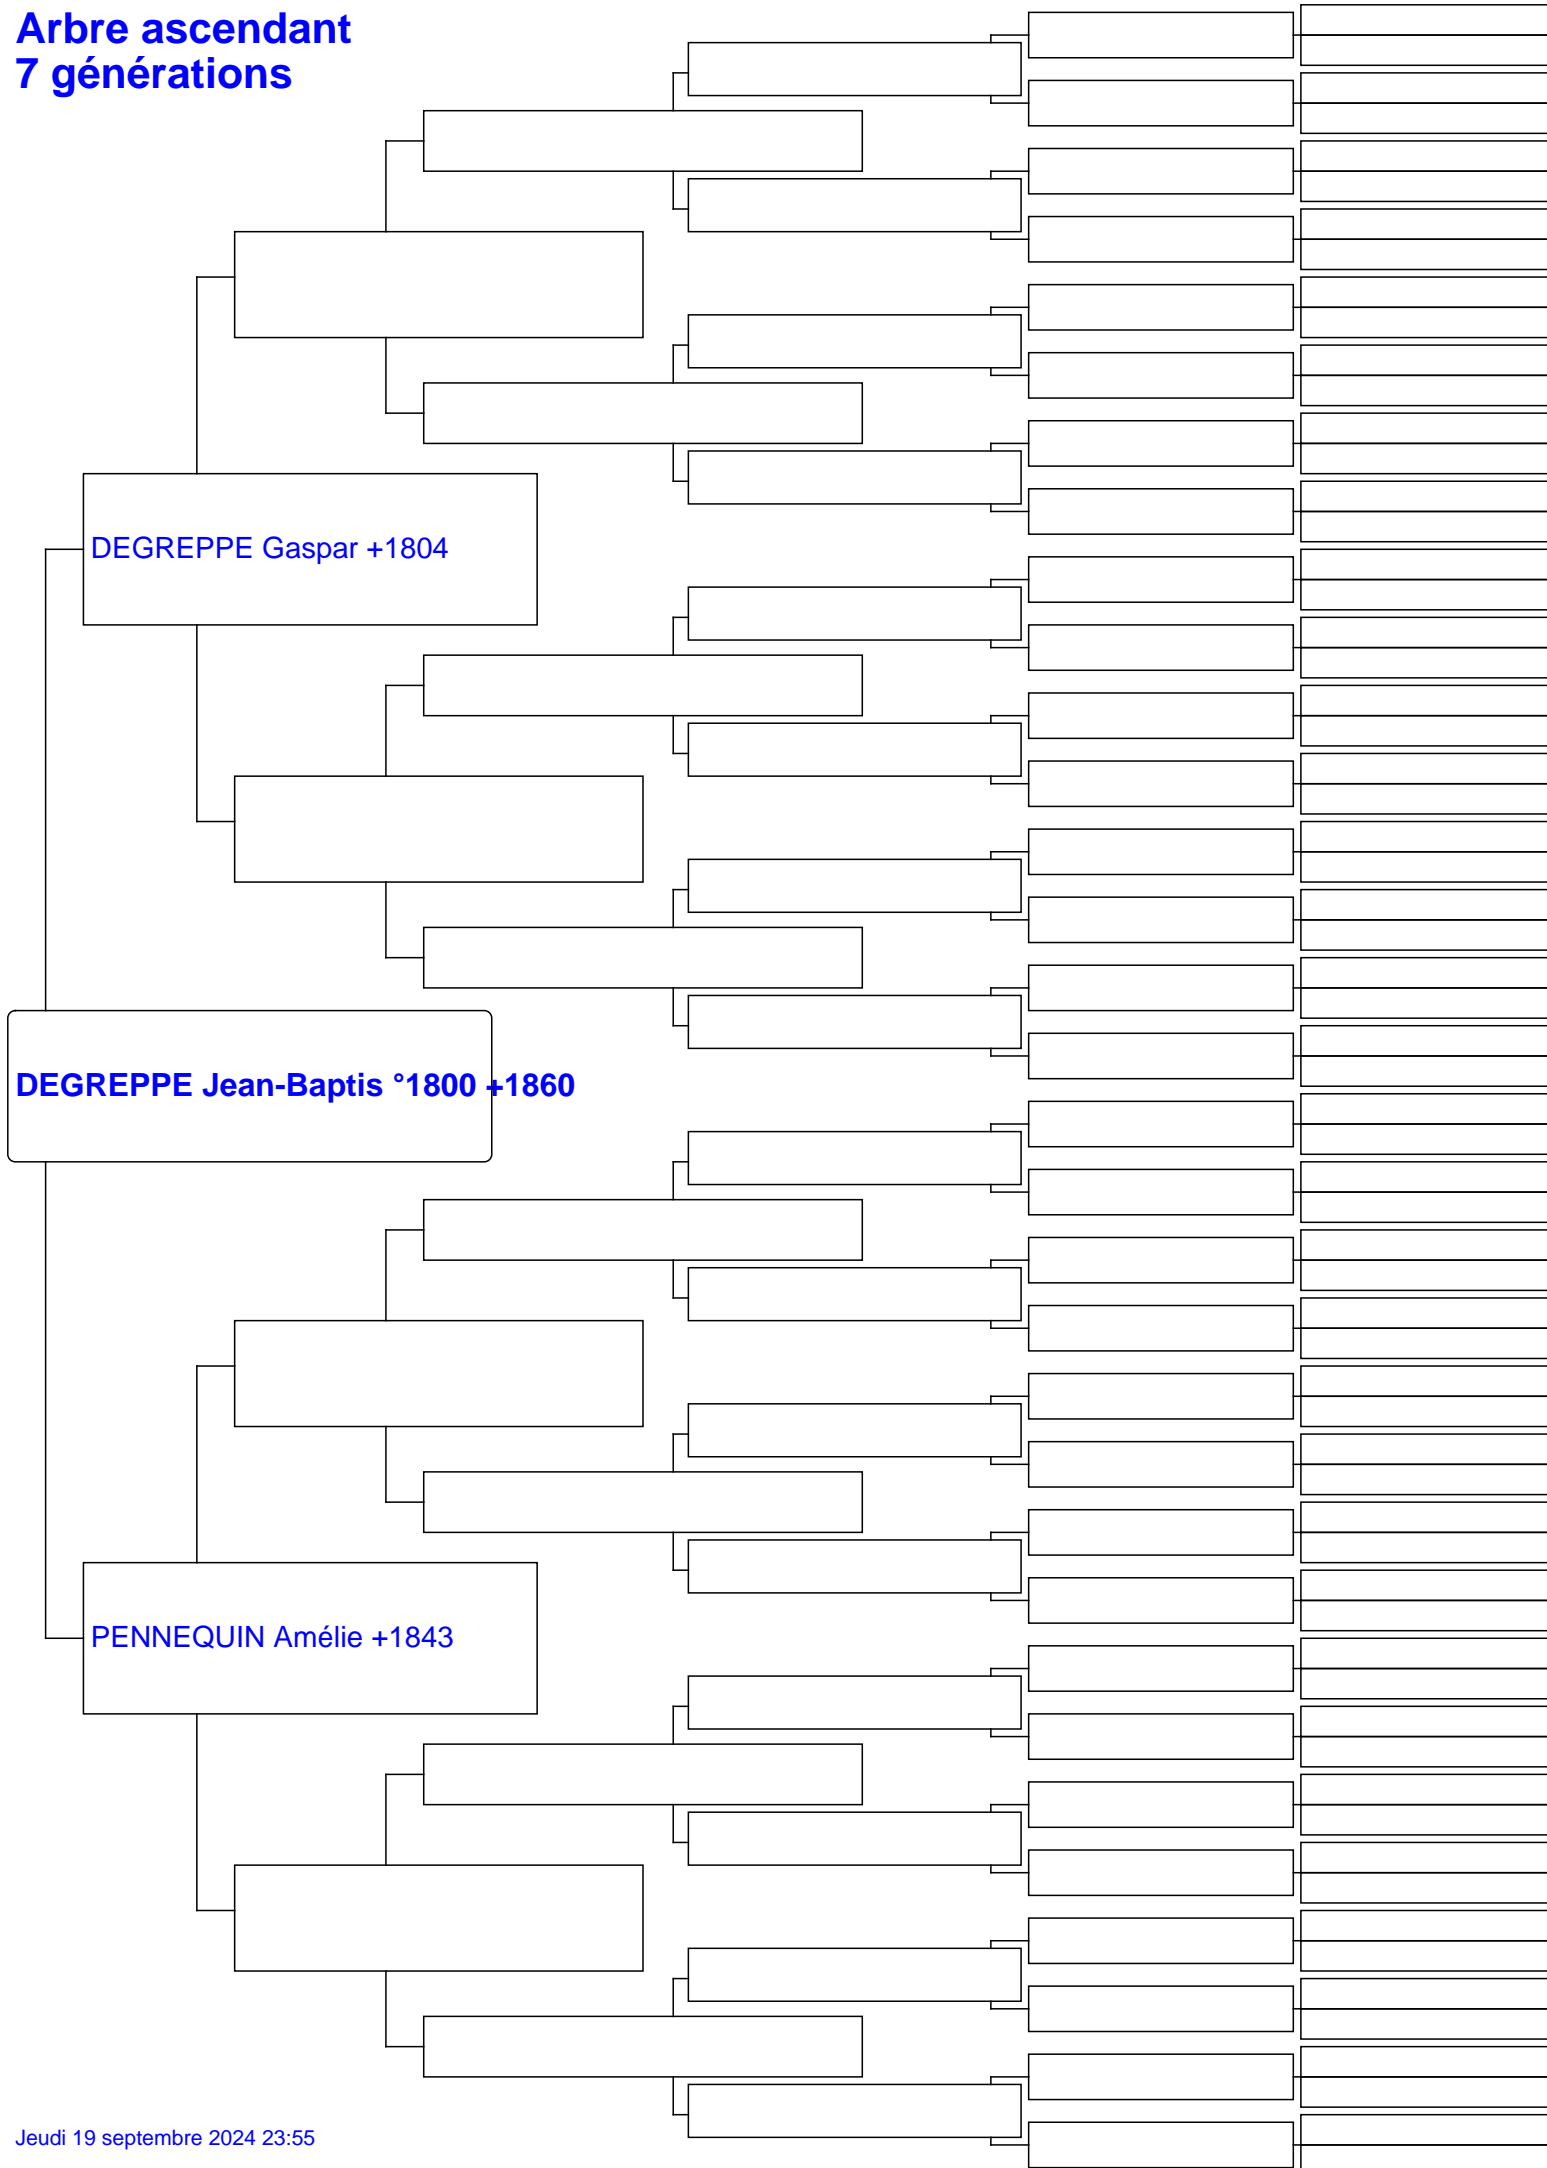 Arbre ascendant
7 générations
DEGREPPE Gaspar +1804
DEGREPPE Jean-Baptis °1800 +1860
PENNEQUIN Amélie +1843
Jeudi 19 septembre 2024 23:55